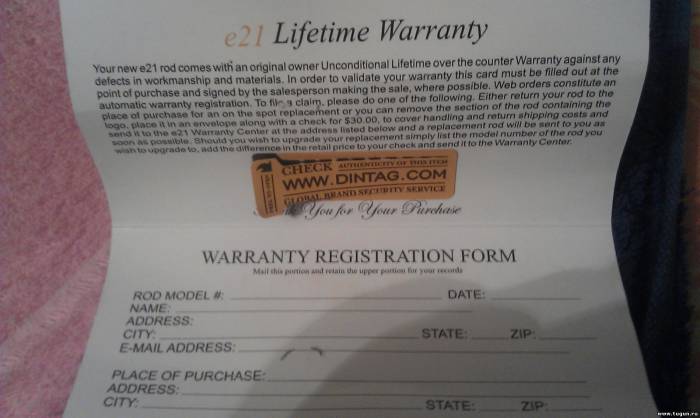 e21 Lifetime Warranty
Your new e21 rod comes with an original owner Unconditional Lifetime over the counter Warranty against any
defects in workmanship and materials. In order to validate your warranty this card must be filled out at the
point of purchase and signed by the salesperson making the sale, where possible. Web orders constitute an
automatic warranty registration. To file a claim, please do one of the following. Either return your rod to the
place of purchase for an on the spot replacement or you can remove the section of the rod containing the
logo, place it in an envelope along with a check for $30.00, to cover handling and return shipping costs and
send it to the e21 Warranty Center at the address listed below and a replacement rod will be sent to you as
soon as possible. Should you wish to upgrade your replacement simply list the model number of the rod you
wish to upgrade to, add the difference in the retail price to your check and send it to the Warranty Center.
CHECK AUTHENTICITY OF THIS ITEM
WWW.DINTAG.COM
GLOBAL BRAND SECURITY SERVICE
You for Your Purchase
WARRANTY REGISTRATION FORM
Mail this portion and retain the upper portion for your records
ROD MODEL #: DATE:
NAME:
ADDRESS:
CITY: STATE: ZIP:
E-MAIL ADDRESS:
PLACE OF PURCHASE:
ADDRESS:
CITY: STATE: ZIP:
www.tugun.ru